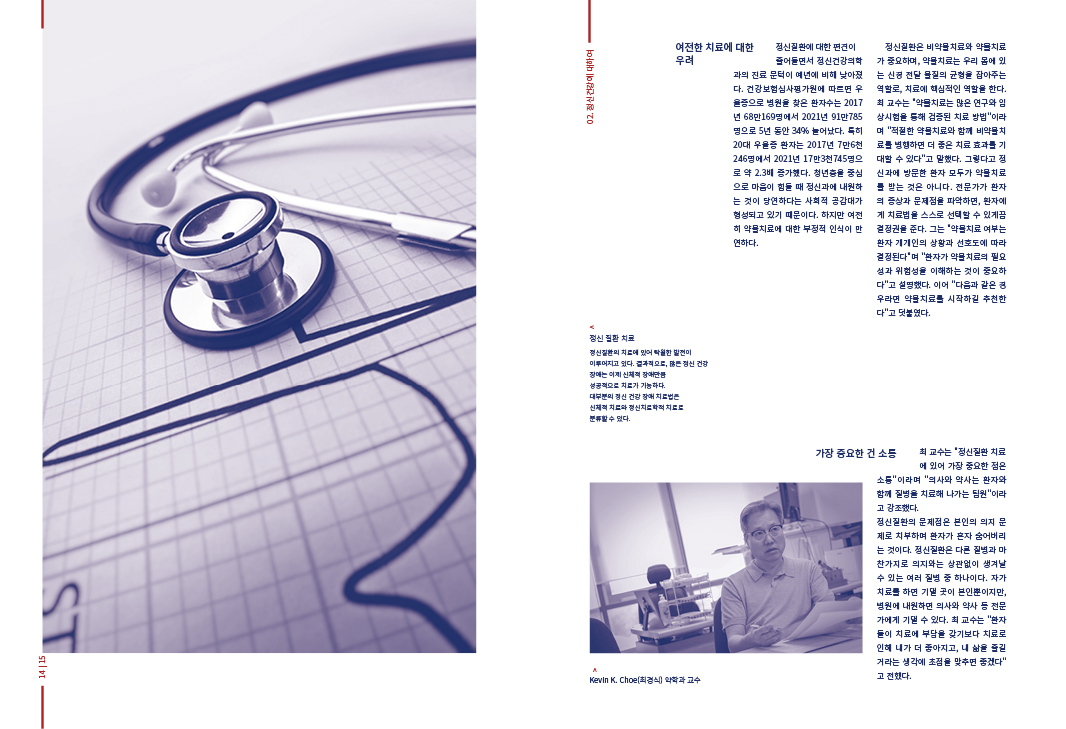 02. 정신건강에 대하여
여전한 치료에 대한
우려
정신질환에 대한 편견이
줄어들면서 정신건강의학
과의 진료 문턱이 예년에 비해 낮아졌
다. 건강보험심사평가원에 따르면 우
울증으로 병원을 찾은 환자수는 2017
년 68만169명에서 2021년 91만785
명으로 5년 동안 34% 늘어났다. 특히
20대 우울증 환자는 2017년 7만6천
246명에서 2021년 17만3천745명으
로 약 2.3배 증가했다. 청년층을 중심
으로 마음이 힘들 때 정신과에 내원하
는 것이 당연하다는 사회적 공감대가
형성되고 있기 때문이다. 하지만 여전
히 약물치료에 대한 부정적 인식이 만
연하다.
정신질환은 비약물치료와 약물치료
가 중요하며, 약물치료는 우리 몸에 있
는 신경 전달 물질의 균형을 잡아주는
역할로, 치료에 핵심적인 역할을 한다.
최 교수는 "약물치료는 많은 연구와 임
상시험을 통해 검증된 치료 방법"이라
며 "적절한 약물치료와 함께 비약물치
료를 병행하면 더 좋은 치료 효과를 기
대할 수 있다"고 말했다. 그렇다고 정
신과에 방문한 환자 모두가 약물치료
를 받는 것은 아니다. 전문가가 환자
의 증상과 문제점을 파악하면, 환자에
게 치료법을 스스로 선택할 수 있게끔
결정권을 준다. 그는 "약물치료 여부는
환자 개개인의 상황과 선호도에 따라
결정된다"며 "환자가 약물치료의 필요
성과 위험성을 이해하는 것이 중요하
다"고 설명했다. 이어 "다음과 같은 경
우라면 약물치료를 시작하길 추천한
다"고 덧붙였다.
<
정신 질환 치료
정신질환의 치료에 있어 탁월한 발전이
이루어지고 있다. 결과적으로, 많은 정신 건강
장애는 이제 신체적 장애만큼
성공적으로 치료가 가능하다.
대부분의 정신 건강 장애 치료법은
신체적 치료와 정신치료학적 치료로
분류할 수 있다.
가장 중요한 건 소통
최 교수는 "정신질환 치료
에 있어 가장 중요한 점은
소통"이라며 "의사와 약사는 환자와
함께 질병을 치료해 나가는 팀원"이라
고 강조했다.
정신질환의 문제점은 본인의 의지 문
제로 치부하며 환자가 혼자 숨어버리
는 것이다. 정신질환은 다른 질병과 마
찬가지로 의지와는 상관없이 생겨날
수 있는 여러 질병 중 하나이다. 자가
치료를 하면 기댈 곳이 본인뿐이지만,
병원에 내원하면 의사와 약사 등 전문
가에게 기댈 수 있다. 최 교수는 "환자
들이 치료에 부담을 갖기보다 치료로
인해 내가 더 좋아지고, 내 삶을 즐길
거라는 생각에 초점을 맞추면 좋겠다"
고 전했다.
^
Kevin K. Choe(최경식) 약학과 교수
14 | 15